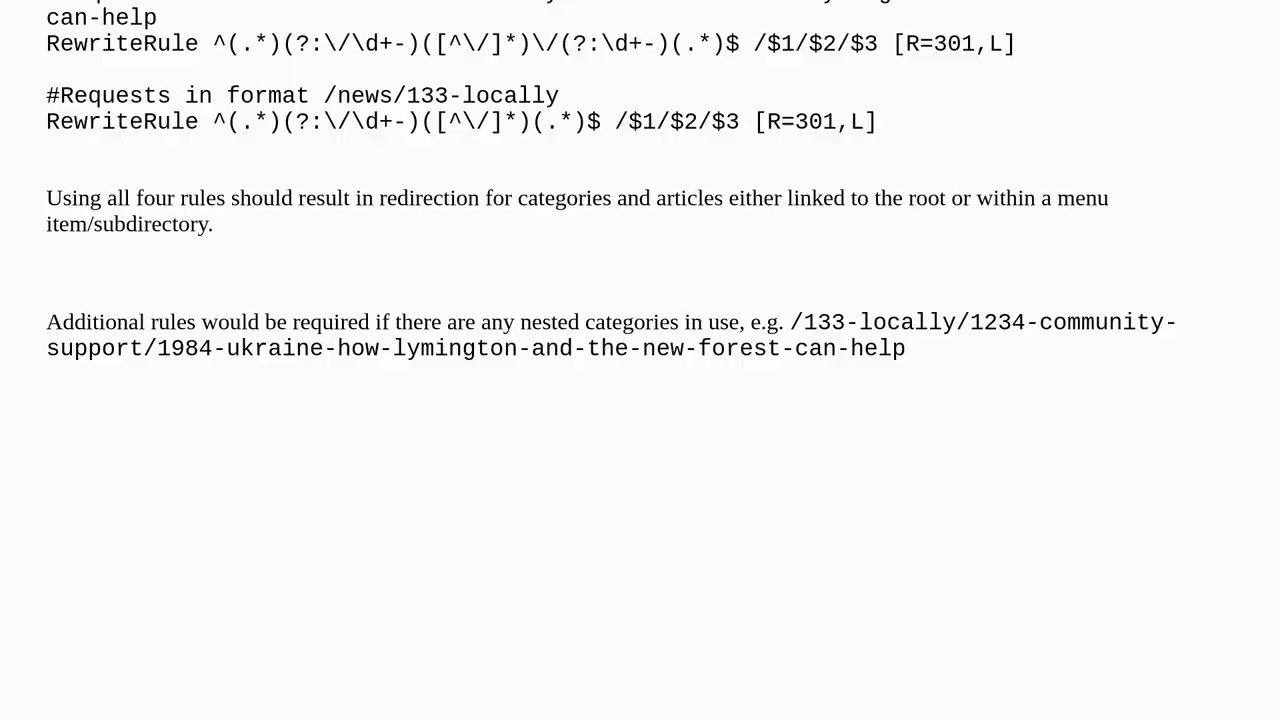 can-help
RewriteRule ^(.*)(?:\/\d+-)([^\/]*)\/(?:\d+-)(.*)$ /$1/$2/$3 [R=301,L]
#Requests in format /news/133-locally
RewriteRule ^(.*)(?:\/\d+-)([^\/]*)(.*)$ /$1/$2/$3 [R=301,L]
Using all four rules should result in redirection for categories and articles either linked to the root or within a menu
item/subdirectory.
Additional rules would be required if there are any nested categories in use, e.g. /133-locally/1234-community-
support/1984-ukraine-how-lymington-and-the-new-forest-can-help